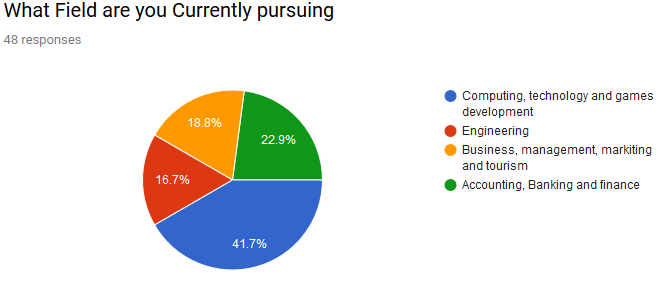 What Field are you Currently pursuing
48 responses
18.8%
22.9%
16.7%
41.7%
Computing, technology and games
development
Engineering
Business, management, markiting
and tourism
Accounting, Banking and finance